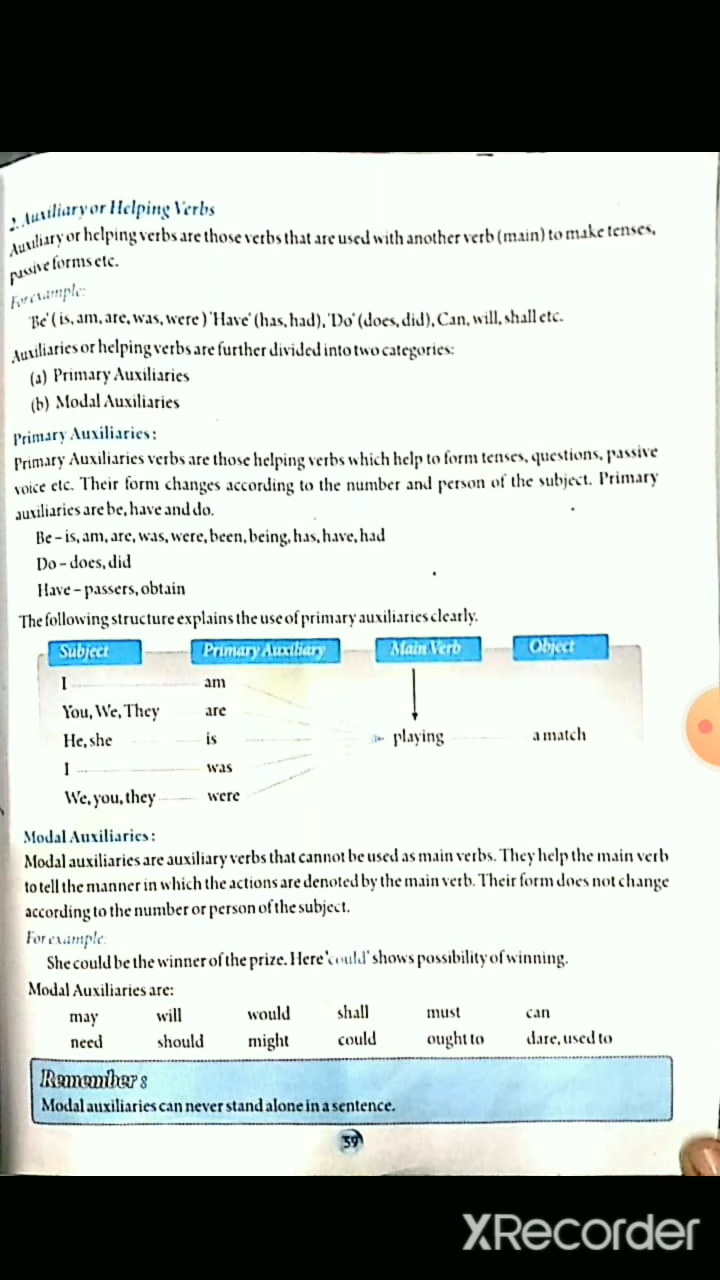 2. Auxiliary or Helping Verbs
Auxiliary or helping verbs are those verbs that are used with another verb (main) to make tenses,
passive forms etc.
For example:
'Be' ( is, am, are, was, were ) 'Have' (has, had), 'Do' (does, did), Can, will, shall etc.
Auxiliaries or helping verbs are further divided into two categories:
(a) Primary Auxiliaries
(b) Modal Auxiliaries
Primary Auxiliaries :
Primary Auxiliaries verbs are those helping verbs which help to form tenses, questions, passive
voice etc. Their form changes according to the number and person of the subject. Primary
auxiliaries are be, have and do.
Be – is, am, are, was, were, been, being, has, have, had
Do – does, did
Have – passers, obtain
The following structure explains the use of primary auxiliaries clearly.
Subject Primary Auxiliary Main Verb Object
I am
You, We, They are
He, she is playing a match
I was
We, you, they were
Modal Auxiliaries :
Modal auxiliaries are auxiliary verbs that cannot be used as main verbs. They help the main verb
to tell the manner in which the actions are denoted by the main verb. Their form does not change
according to the number or person of the subject.
For example:
She could be the winner of the prize. Here 'could' shows possibility of winning.
Modal Auxiliaries are:
may will would shall must can
need should might could ought to dare, used to
Remember :
Modal auxiliaries can never stand alone in a sentence.
39
XRecorder